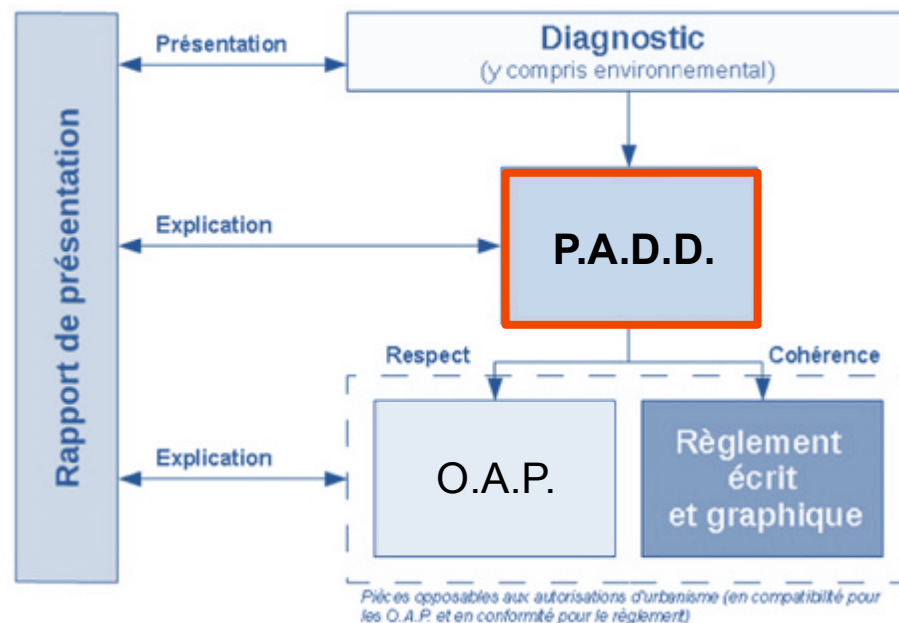 Rapport de présentation
Présentation
Diagnostic
(y compris environnemental)
Explication
P.A.D.D.
Respect
Cohérence
Explication
O.A.P.
Règlement
écrit
et graphique
Pièces opposables aux autorisations d'urbanisme (en compatibilité pour
les O.A.P. et en conformité pour le règlement)